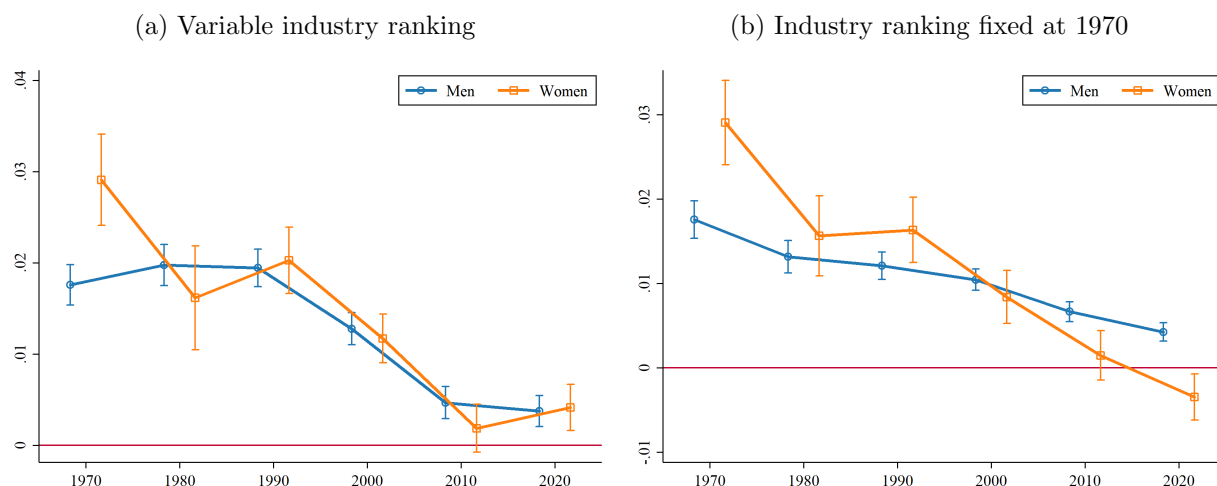 (a) Variable industry ranking
Men Women
.04
.03
.02
.01
0
1970 1980 1990 2000 2010 2020
(b) Industry ranking fixed at 1970
Men Women
.03
.02
.01
0
-.01
1970 1980 1990 2000 2010 2020